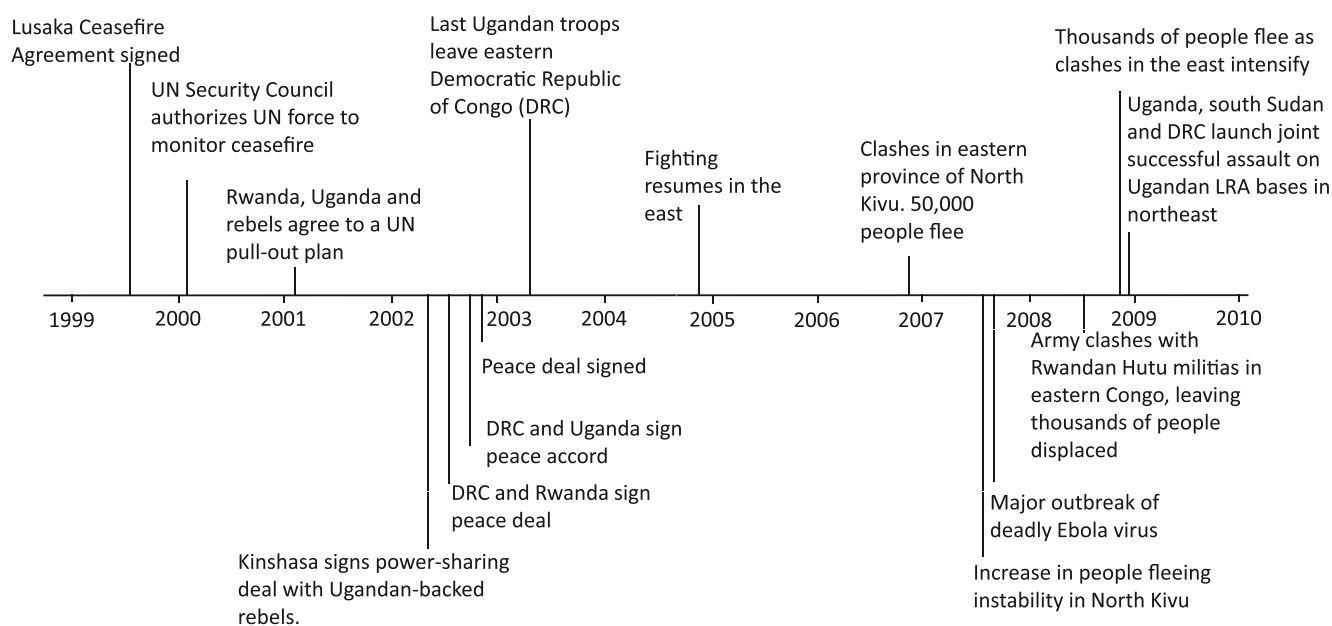 Lusaka Ceasefire
Agreement signed
UN Security Council
authorizes UN force to
monitor ceasefire
Rwanda, Uganda and
rebels agree to a UN
pull-out plan
Last Ugandan troops
leave eastern
Democratic Republic
of Congo (DRC)
Fighting
resumes in the
east
Clashes in eastern
province of North
Kivu. 50,000
people flee
Thousands of people flee as
clashes in the east intensify
Uganda, south Sudan
and DRC launch joint
successful assault on
Ugandan LRA bases in
northeast
1999 2000 2001 2002 2003 2004 2005 2006 2007 2008 2009 2010
Peace deal signed
DRC and Uganda sign
peace accord
DRC and Rwanda sign
peace deal
Kinshasa signs power-sharing
deal with Ugandan-backed
rebels.
Army clashes with
Rwandan Hutu militias in
eastern Congo, leaving
thousands of people
displaced
Major outbreak of
deadly Ebola virus
Increase in people fleeing
instability in North Kivu